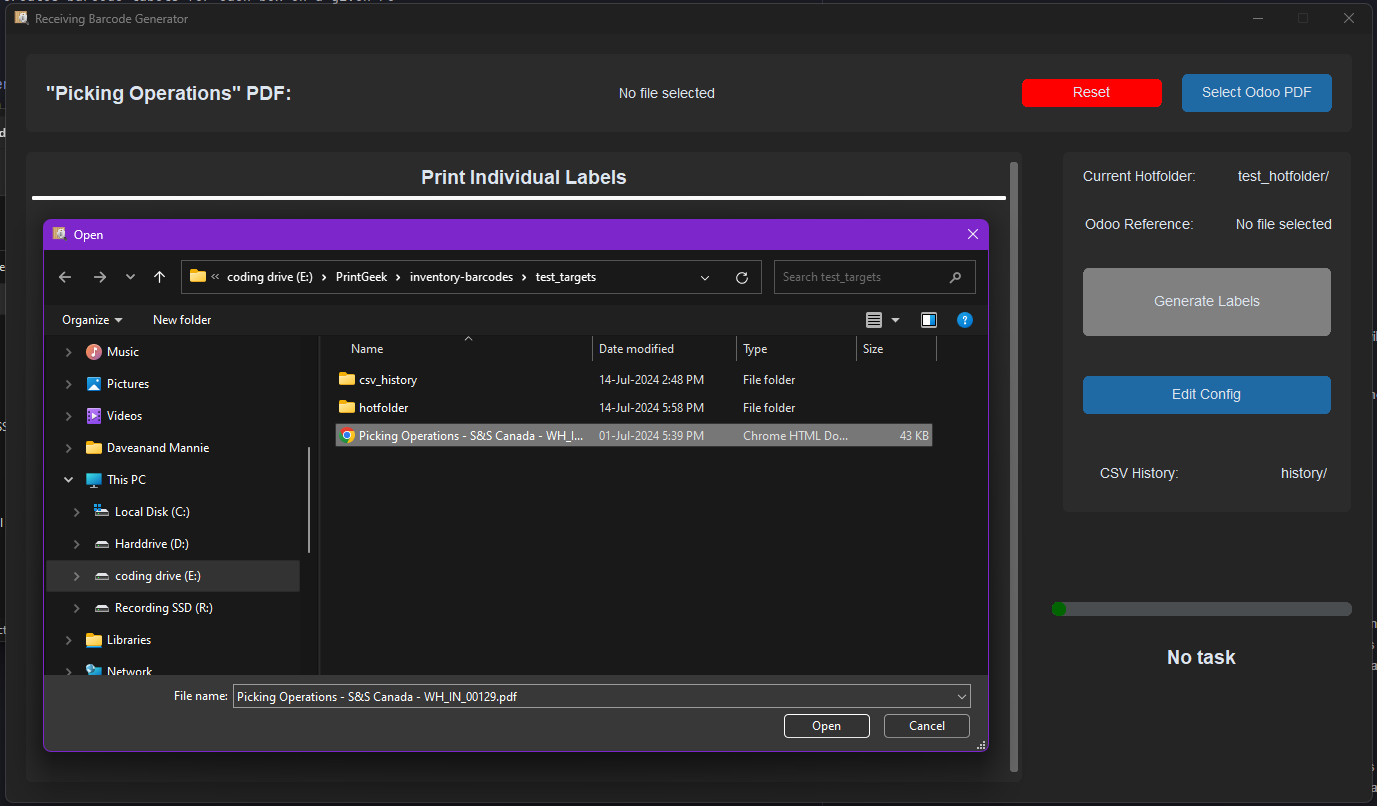 Receiving Barcode Generator
"Picking Operations" PDF:
No file selected
Reset
Select Odoo PDF
Print Individual Labels
Open
« coding drive (E:) › PrintGeek › inventory-barcodes › test_targets
Search test_targets
Organize
New folder
Name
Date modified
Type
Size
csv_history
14-Jul-2024 2:48 PM
File folder
hotfolder
14-Jul-2024 5:58 PM
File folder
Picking Operations - S&S Canada - WH_I...
01-Jul-2024 5:39 PM
Chrome HTML Do...
43 KB
Music
Pictures
Videos
Daveanand Mannie
This PC
Local Disk (C:)
Harddrive (D:)
coding drive (E:)
Recording SSD (R:)
Libraries
Network
File name:
Picking Operations - S&S Canada - WH_IN_00129.pdf
Open
Cancel
Current Hotfolder:
test_hotfolder/
Odoo Reference:
No file selected
Generate Labels
Edit Config
CSV History:
history/
No task